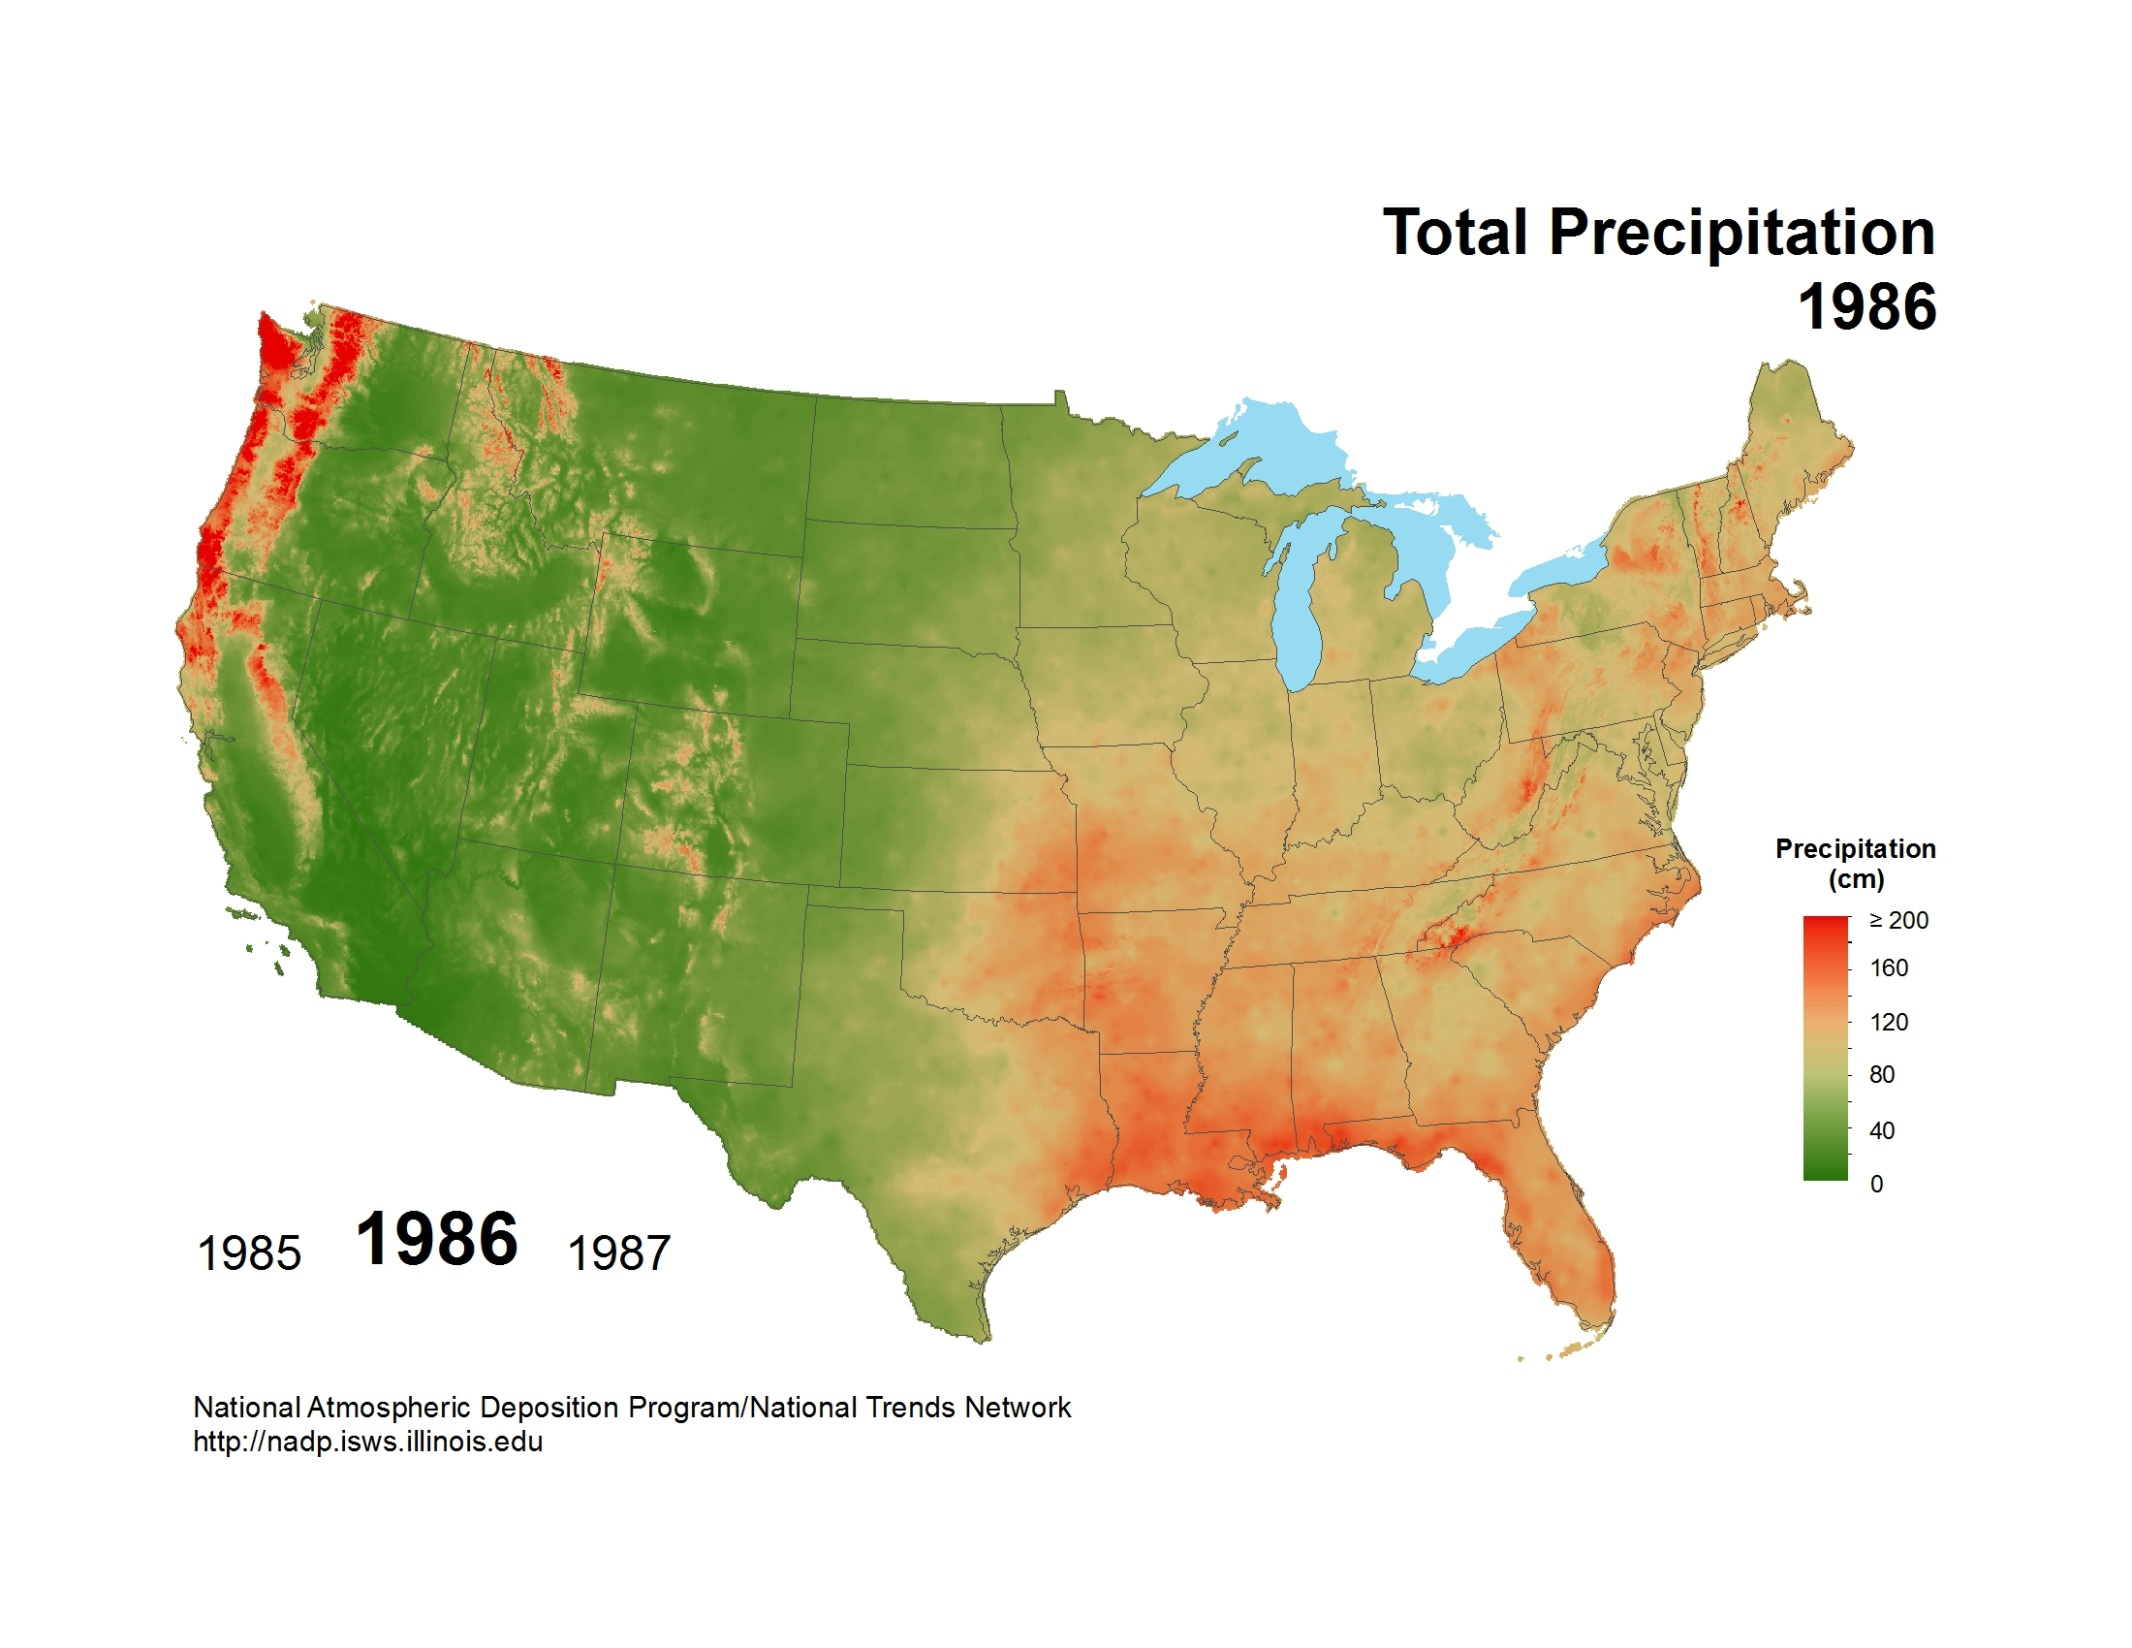 Total Precipitation
1986
Precipitation
(cm)
≥ 200
160
120
80
40
0
1985 1986 1987
National Atmospheric Deposition Program/National Trends Network
http://nadp.isws.illinois.edu